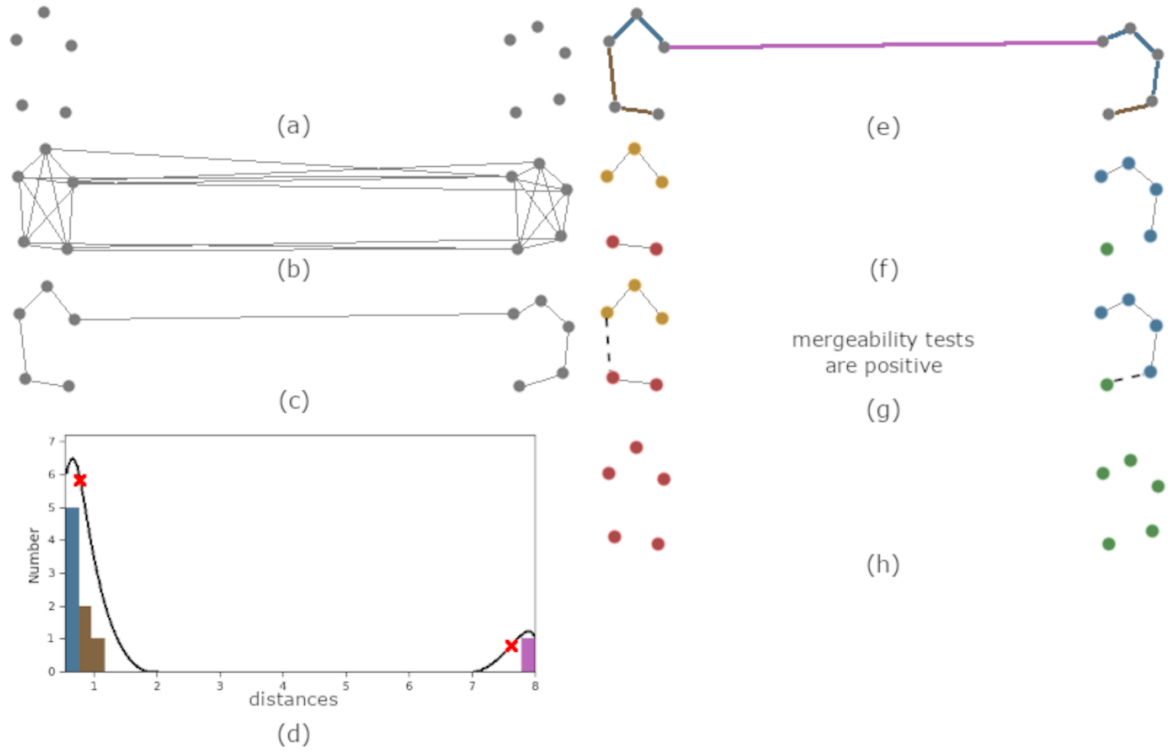 (a)
(b)
(c)
7
6
5
4
3
2
1
0
Number
1 2 3 4 5 6 7 8
distances
(d)
(e)
(f)
mergeability tests
are positive
(g)
(h)